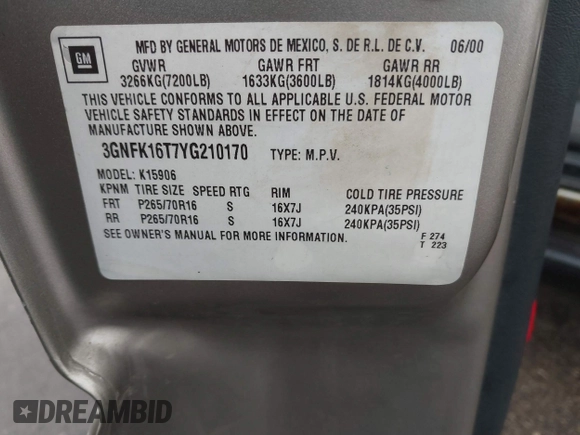 GM
MFD BY GENERAL MOTORS DE MEXICO, S. DE R.L. DE C.V. 06/00
GVWR GAWR FRT GAWR RR
3266KG(7200LB) 1633KG(3600LB) 1814KG(4000LB)
THIS VEHICLE CONFORMS TO ALL APPLICABLE U.S. FEDERAL MOTOR
VEHICLE SAFETY STANDARDS IN EFFECT ON THE DATE OF
MANUFACTURE SHOWN ABOVE.
3GNFK16T7YG210170 TYPE: M.P.V.
MODEL: K15906
KPNM TIRE SIZE SPEED RTG RIM COLD TIRE PRESSURE
FRT P265/70R16 S 16X7J 240KPA(35PSI)
RR P265/70R16 S 16X7J 240KPA(35PSI)
SEE OWNER'S MANUAL FOR MORE INFORMATION.
F 274
T 223
DREAMBID